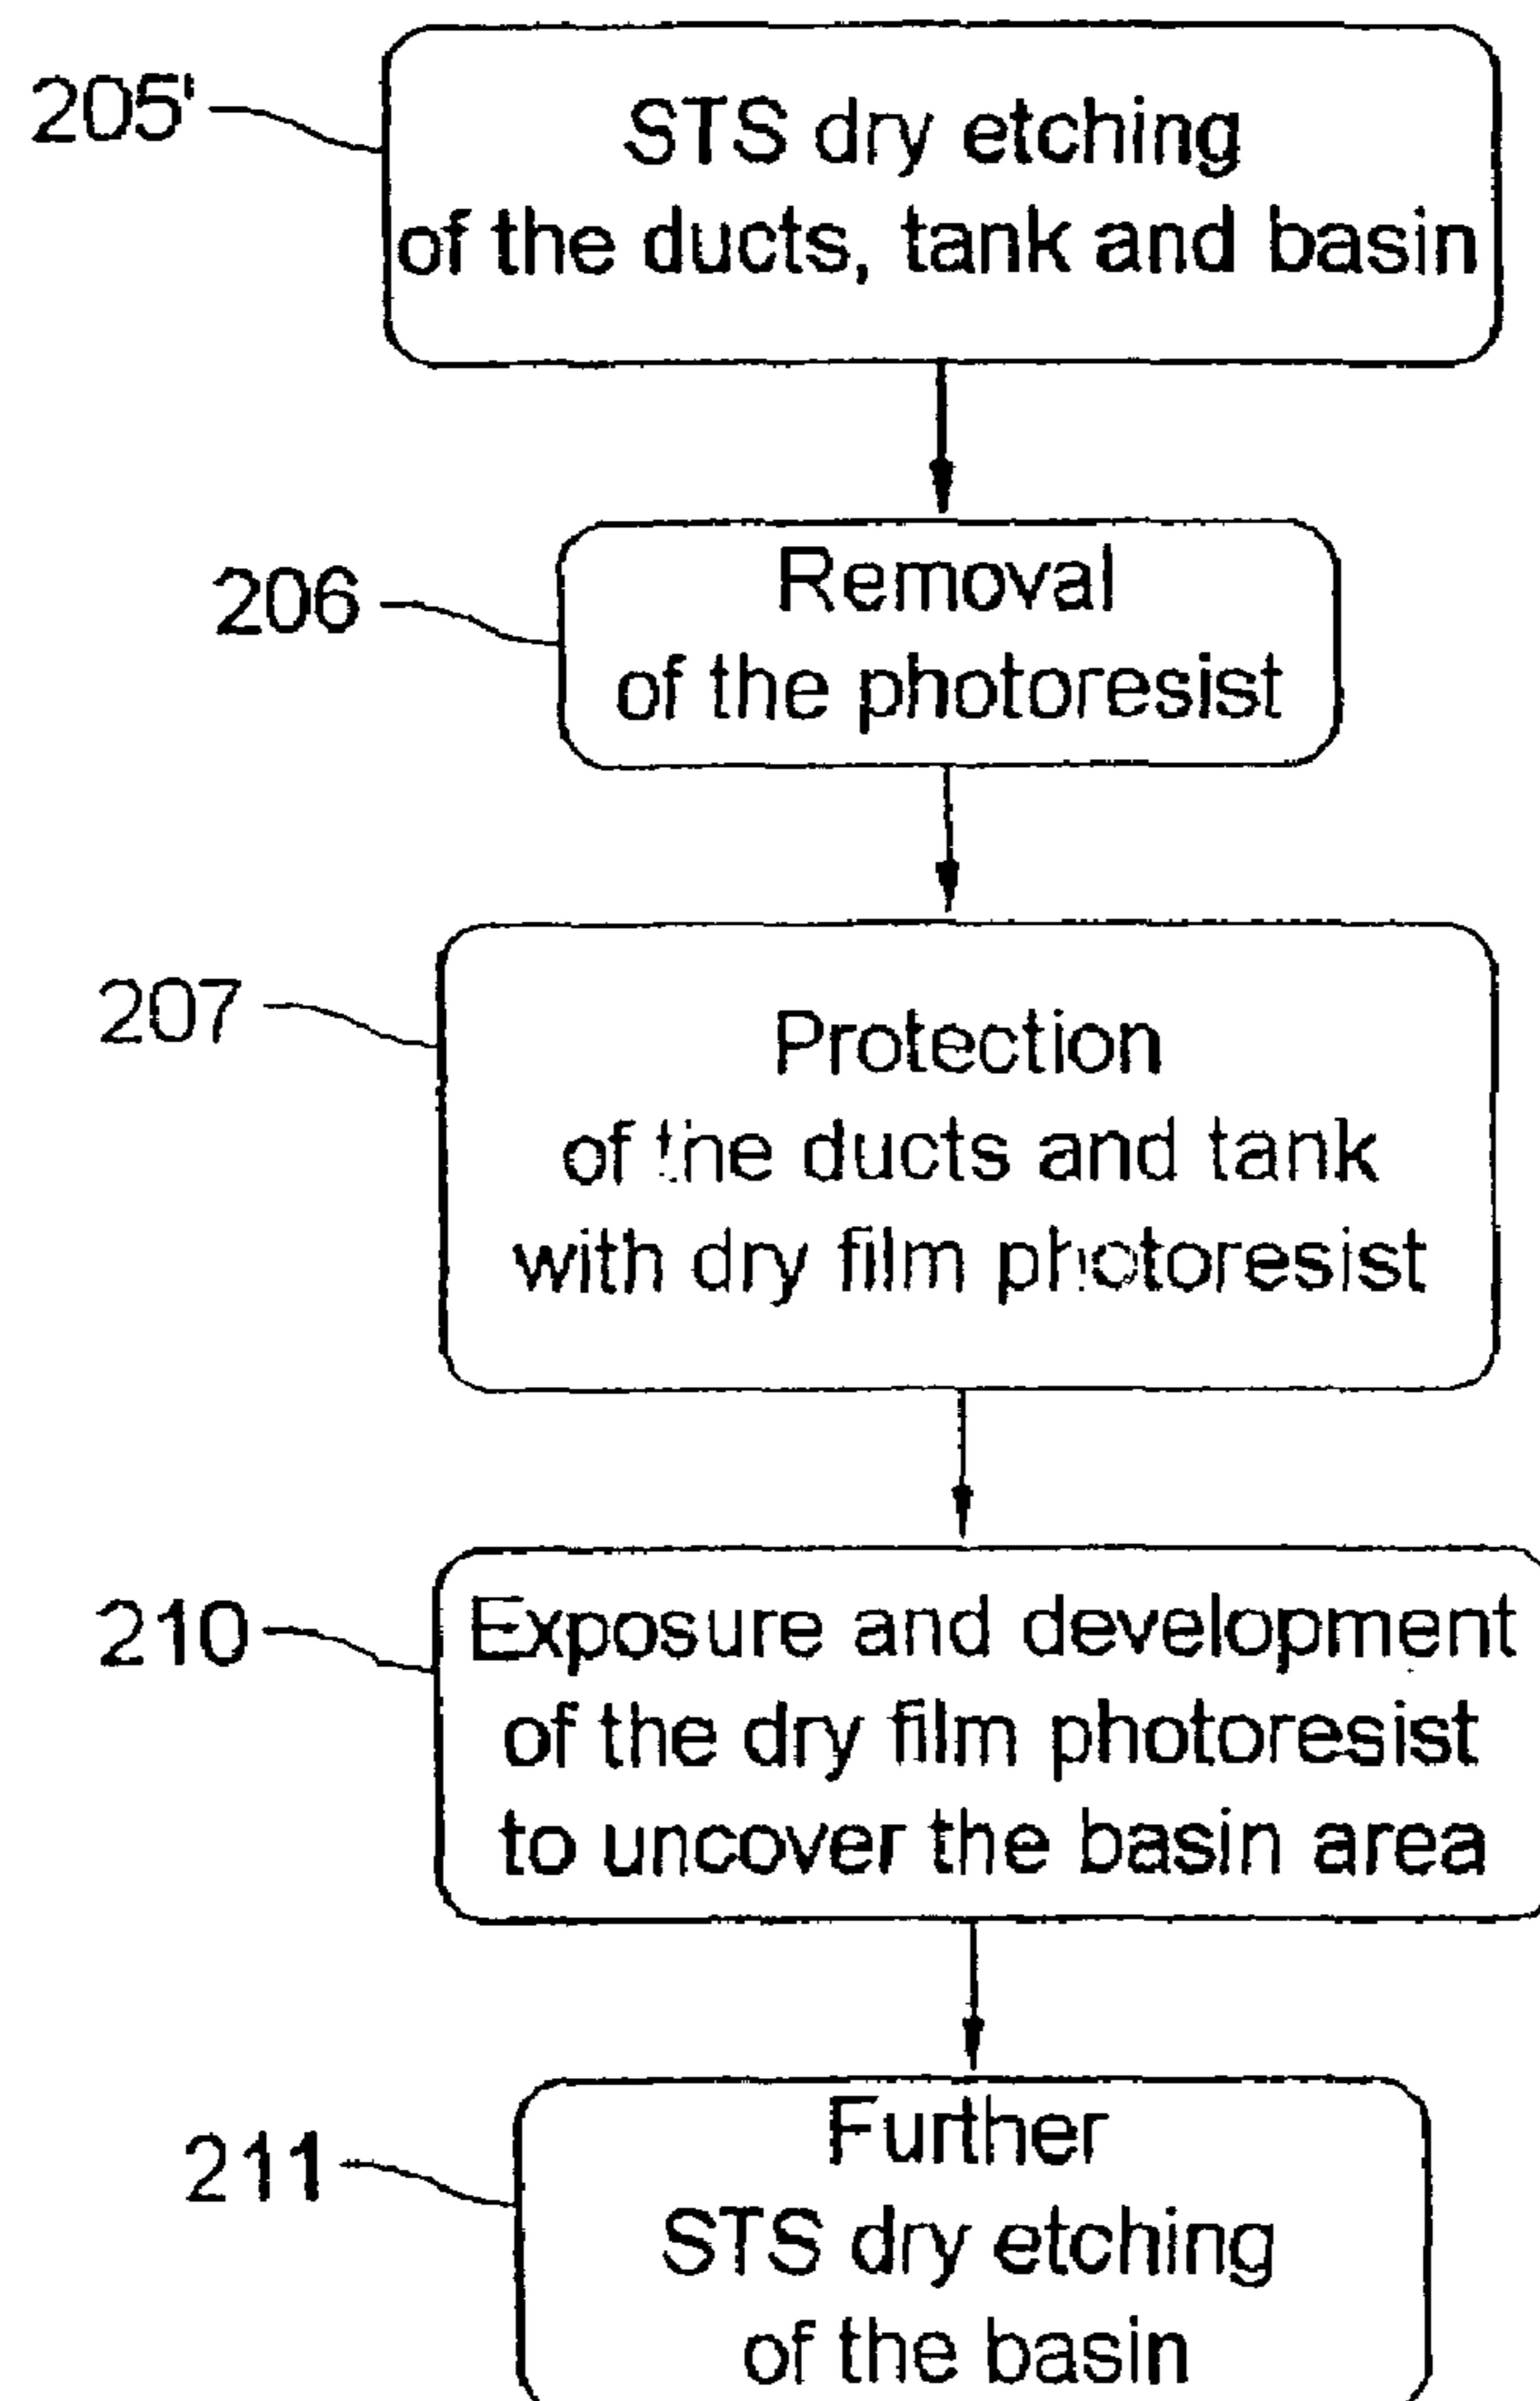 205'
STS dry etching
of the ducts, tank and basin
206
Removal
of the photoresist
207
Protection
of the ducts and tank
with dry film photoresist
210
Exposure and development
of the dry film photoresist
to uncover the basin area
211
Further
STS dry etching
of the basin